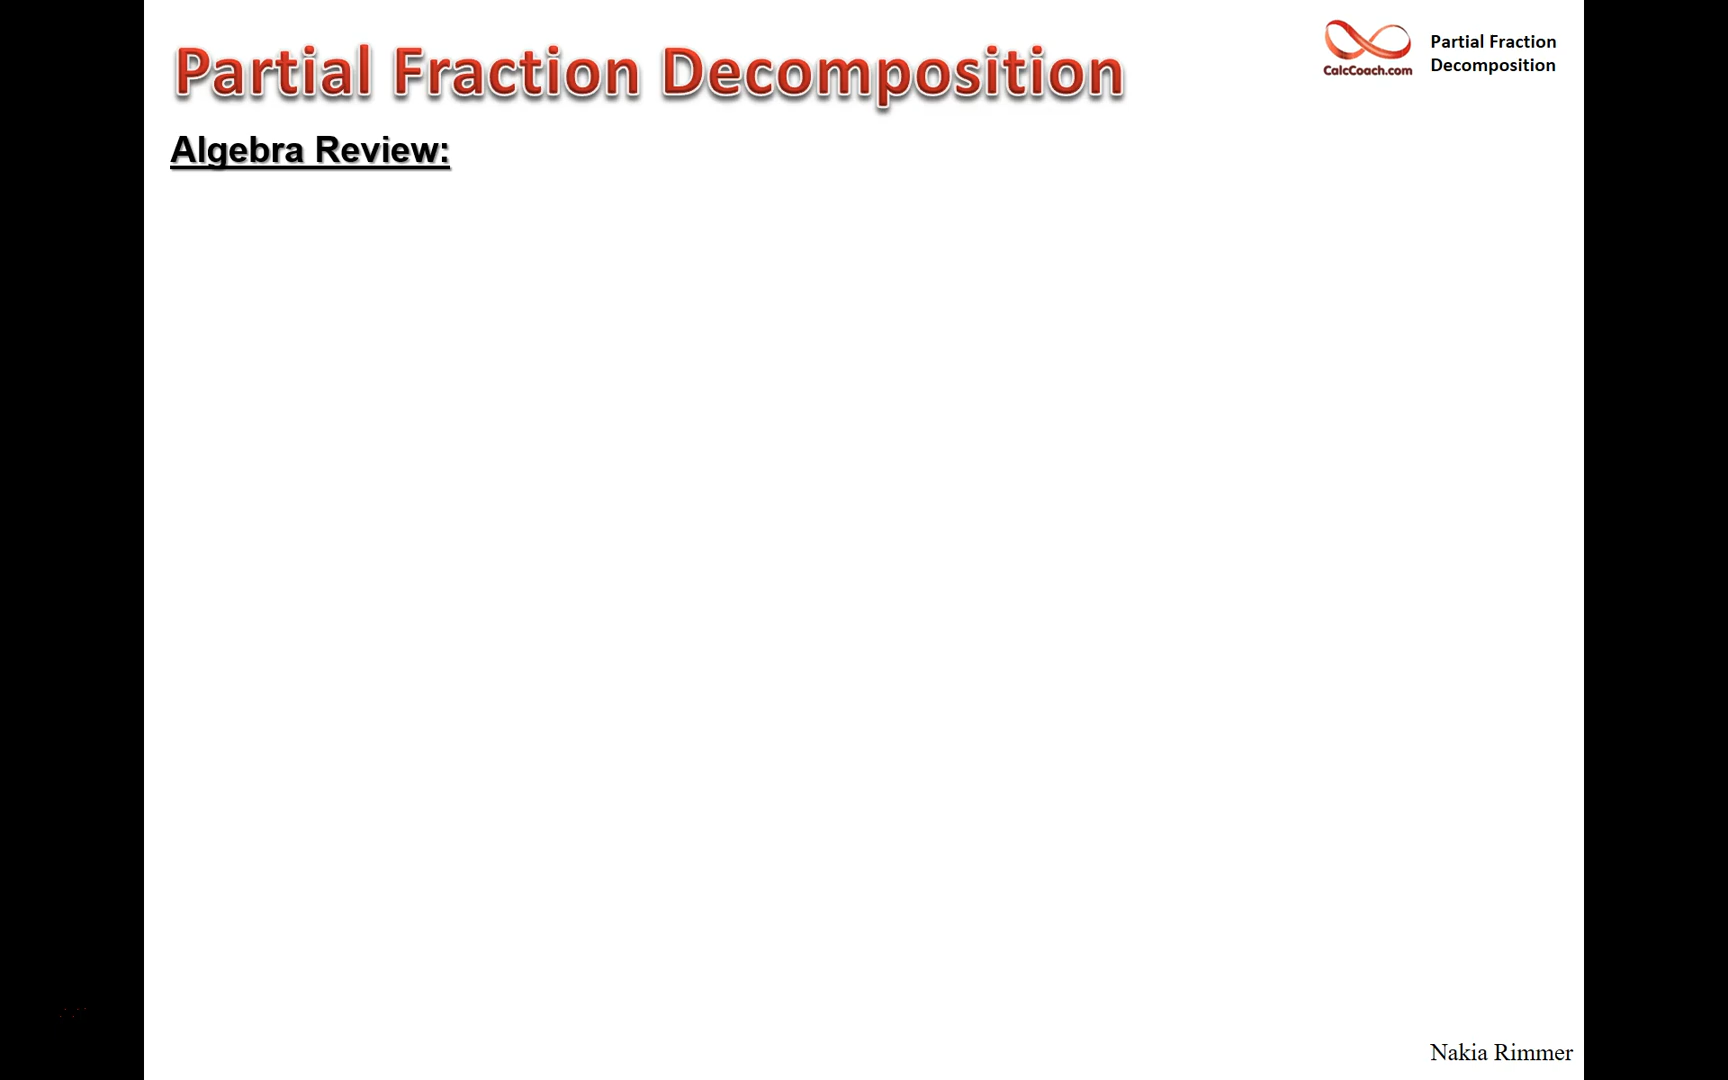 Partial Fraction Decomposition
CalcCoach.com
Partial Fraction
Decomposition
Algebra Review:
Nakia Rimmer